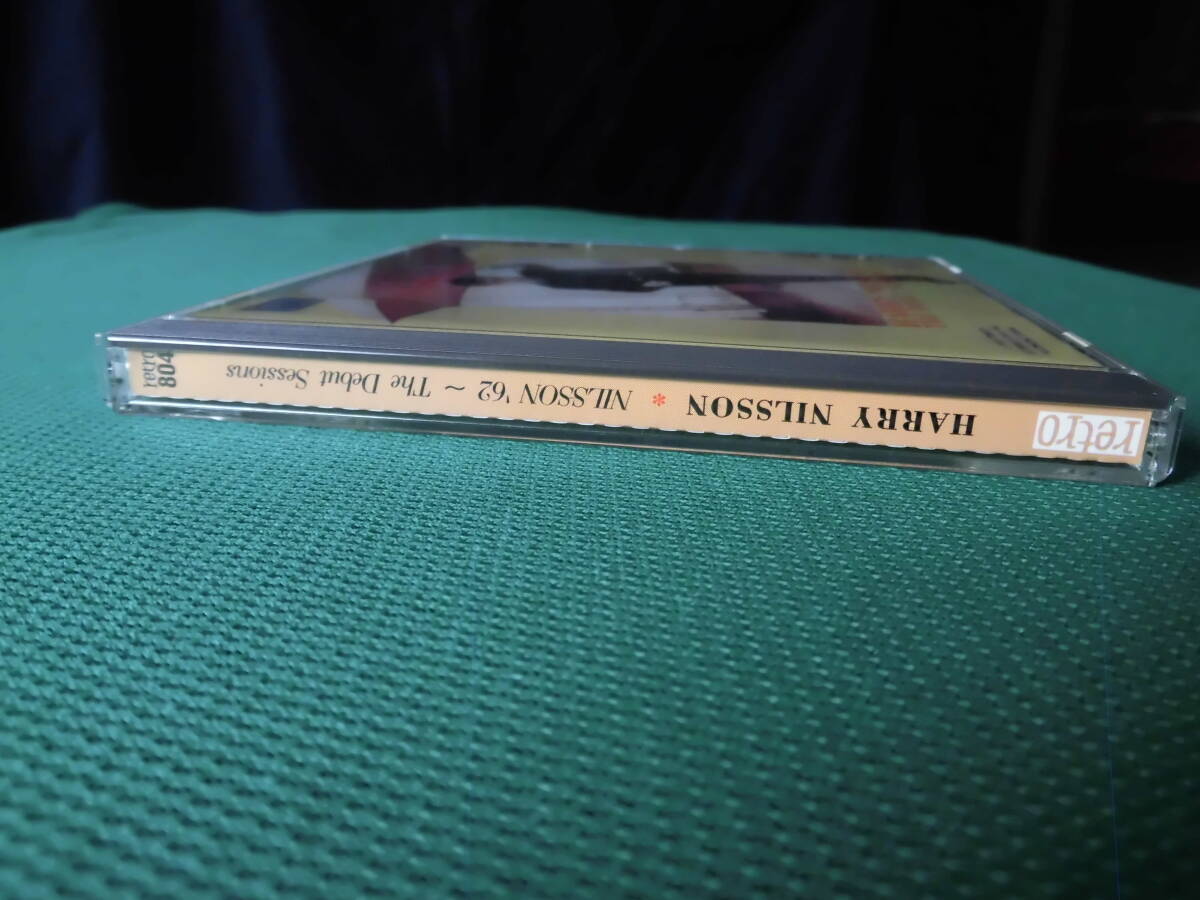 retro HARRY NILSSON * NILSSON '62 ~ The Debut Sessions
retro
804